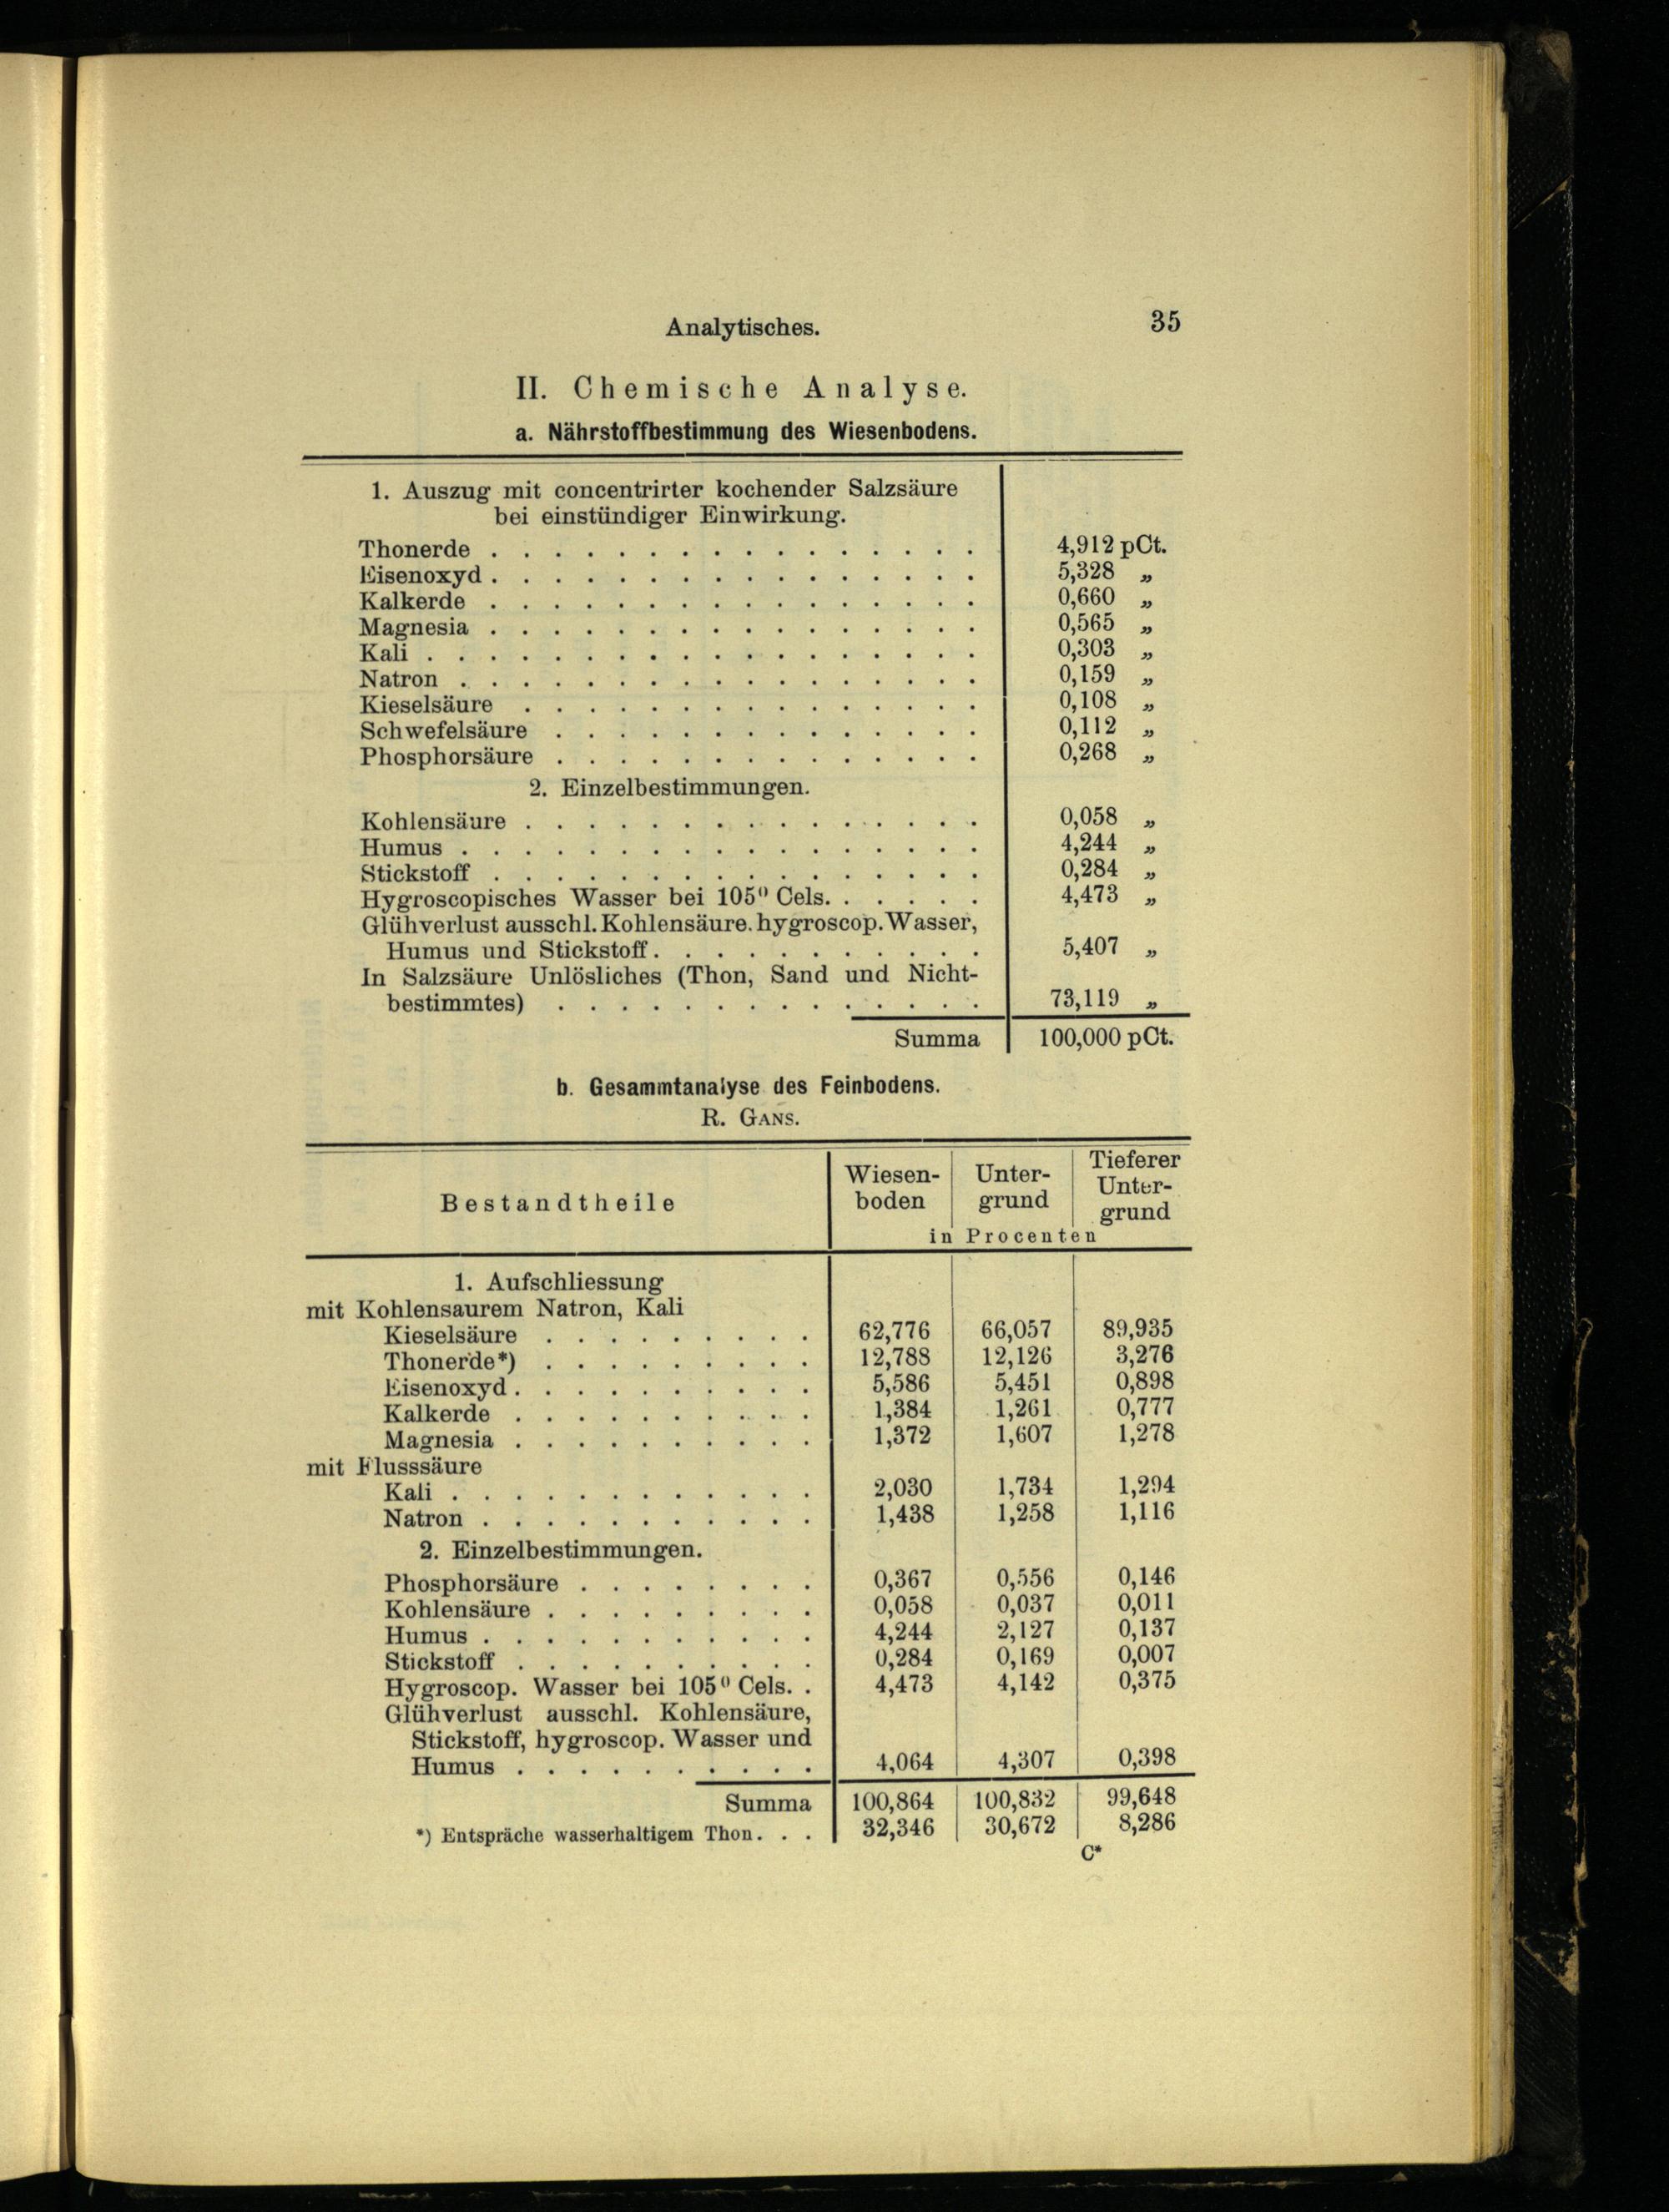 Analytisches. 35
II. Chemische Analyse.
a. Nährstoffbestimmung des Wiesenbodens.
1. Auszug mit concentrirter kochender Salzsäure
bei einstündiger Einwirkung.
Thonerde . . . . . . . . . . . . . . . . 4,912 pCt.
Eisenoxyd . . . . . . . . . . . . . . . . 5,328 „
Kalkerde . . . . . . . . . . . . . . . . 0,660 „
Magnesia . . . . . . . . . . . . . . . . 0,565 „
Kali . . . . . . . . . . . . . . . . . . 0,303 „
Natron . . . . . . . . . . . . . . . . . 0,159 „
Kieselsäure . . . . . . . . . . . . . . . 0,108 „
Schwefelsäure . . . . . . . . . . . . . . 0,112 „
Phosphorsäure . . . . . . . . . . . . . . 0,268 „
2. Einzelbestimmungen.
Kohlensäure . . . . . . . . . . . . . . . 0,058 „
Humus . . . . . . . . . . . . . . . . . 4,244 „
Stickstoff . . . . . . . . . . . . . . . . 0,284 „
Hygroscopisches Wasser bei 105⁰ Cels. . . . . . 4,473 „
Glühverlust ausschl. Kohlensäure. hygroscop. Wasser,
Humus und Stickstoff. . . . . . . . . . . 5,407 „
In Salzsäure Unlösliches (Thon, Sand und Nicht-
bestimmtes) . . . . . . . . . . . . . . 73,119 „
Summa 100,000 pCt.
b. Gesammtanalyse des Feinbodens.
R. GANS.
Bestandtheile Wiesen-boden Unter-grund Tieferer Unter-grund
in Procenten
1. Aufschliessung
mit Kohlensaurem Natron, Kali
Kieselsäure . . . . . . . . . 62,776 66,057 89,935
Thonerde*) . . . . . . . . . 12,788 12,126 3,276
Eisenoxyd . . . . . . . . . . 5,586 5,451 0,898
Kalkerde . . . . . . . . . . 1,384 1,261 0,777
Magnesia . . . . . . . . . . 1,372 1,607 1,278
mit Flusssäure
Kali . . . . . . . . . . . . 2,030 1,734 1,294
Natron . . . . . . . . . . . 1,438 1,258 1,116
2. Einzelbestimmungen.
Phosphorsäure . . . . . . . . 0,367 0,556 0,146
Kohlensäure . . . . . . . . . 0,058 0,037 0,011
Humus . . . . . . . . . . . 4,244 2,127 0,137
Stickstoff . . . . . . . . . . 0,284 0,169 0,007
Hygroscop. Wasser bei 105⁰ Cels. . 4,473 4,142 0,375
Glühverlust ausschl. Kohlensäure,
Stickstoff, hygroscop. Wasser und
Humus . . . . . . . . . . 4,064 4,307 0,398
Summa 100,864 100,832 99,648
*) Entspräche wasserhaltigem Thon. . . 32,346 30,672 8,286
C*